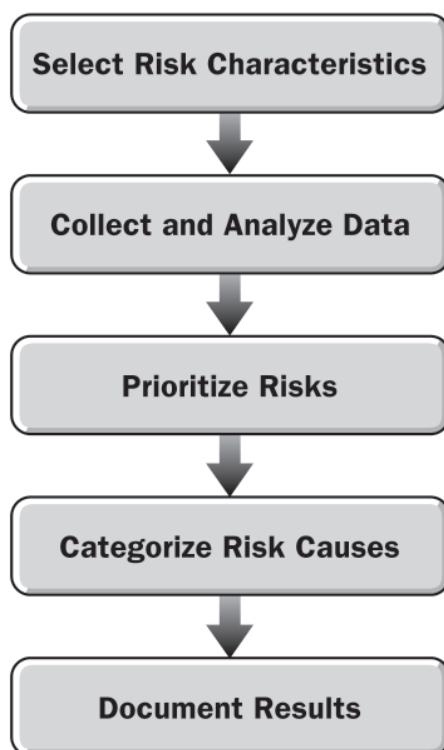 Select Risk Characteristics
Collect and Analyze Data
Prioritize Risks
Categorize Risk Causes
Document Results